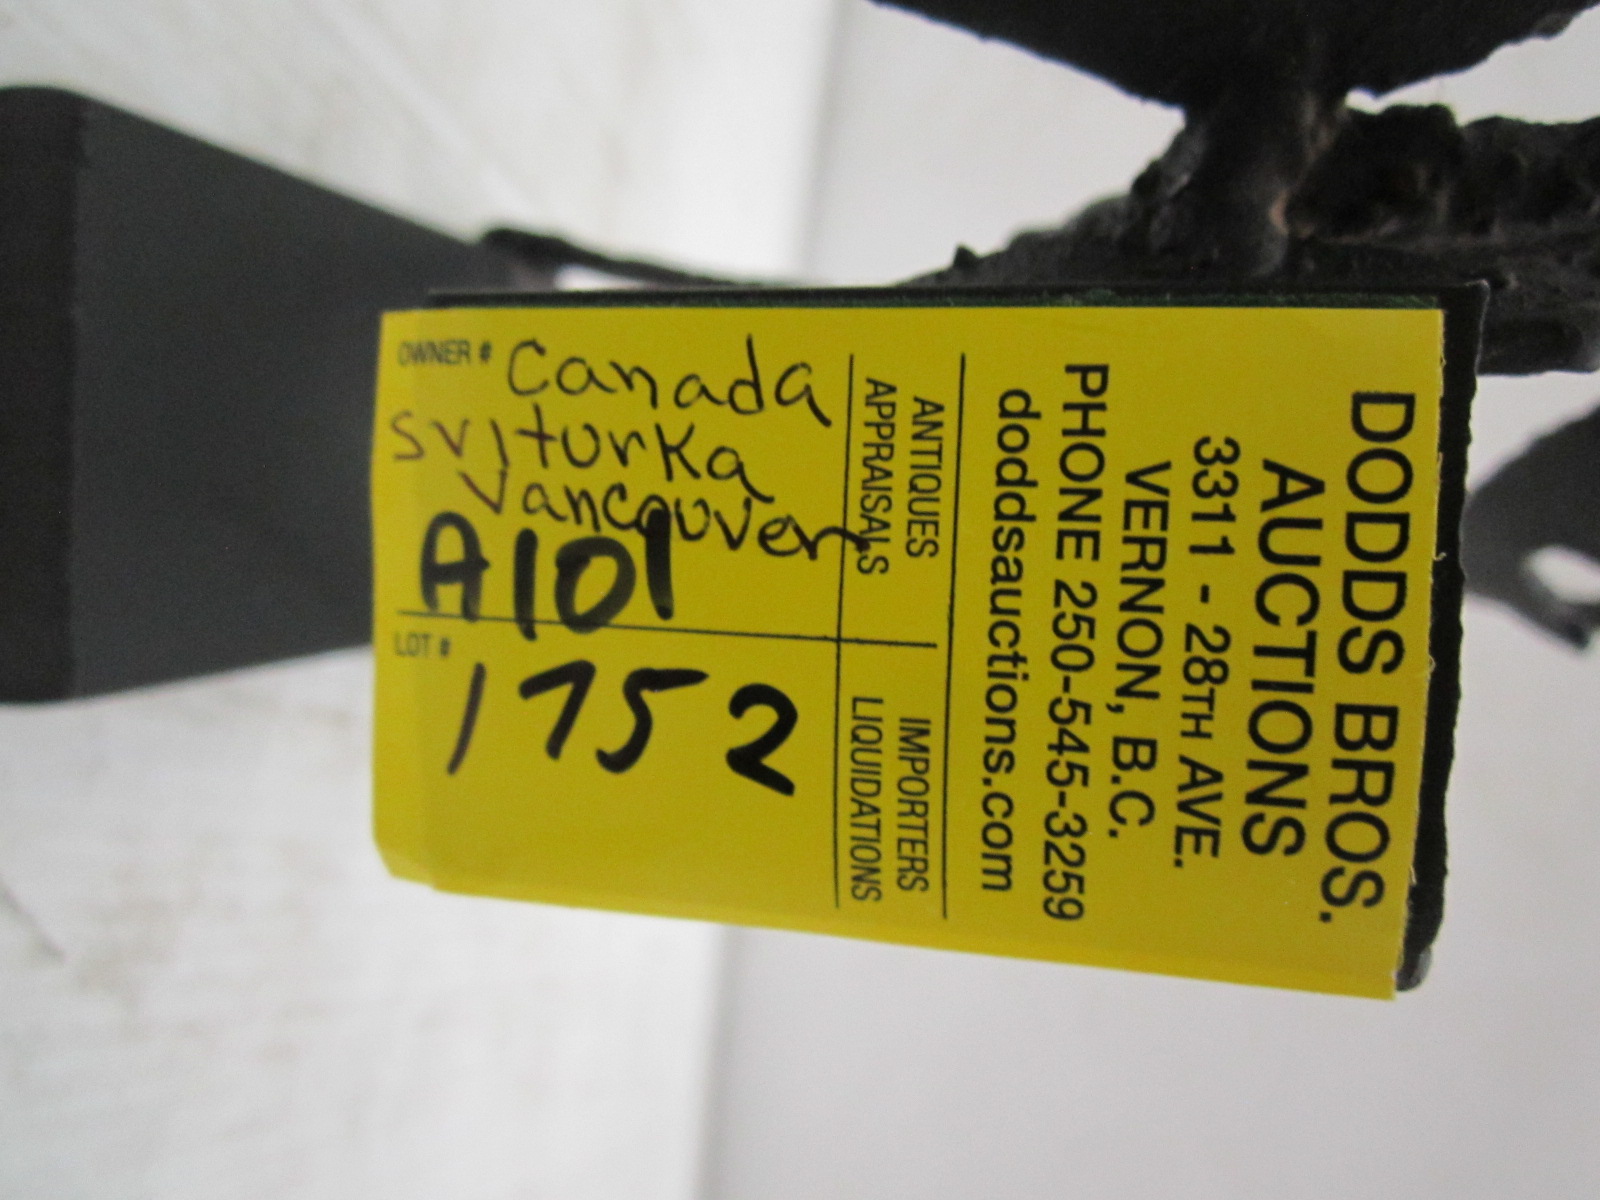 DODDS BROS.
AUCTIONS
3311 - 28TH AVE.
VERNON, B.C.
PHONE 250-545-3259
doddsauctions.com
ANTIQUES
APPRAISALS
IMPORTERS
LIQUIDATIONS
OWNER # Canada
sviturka
Vancouver
A101
LOT #
1752